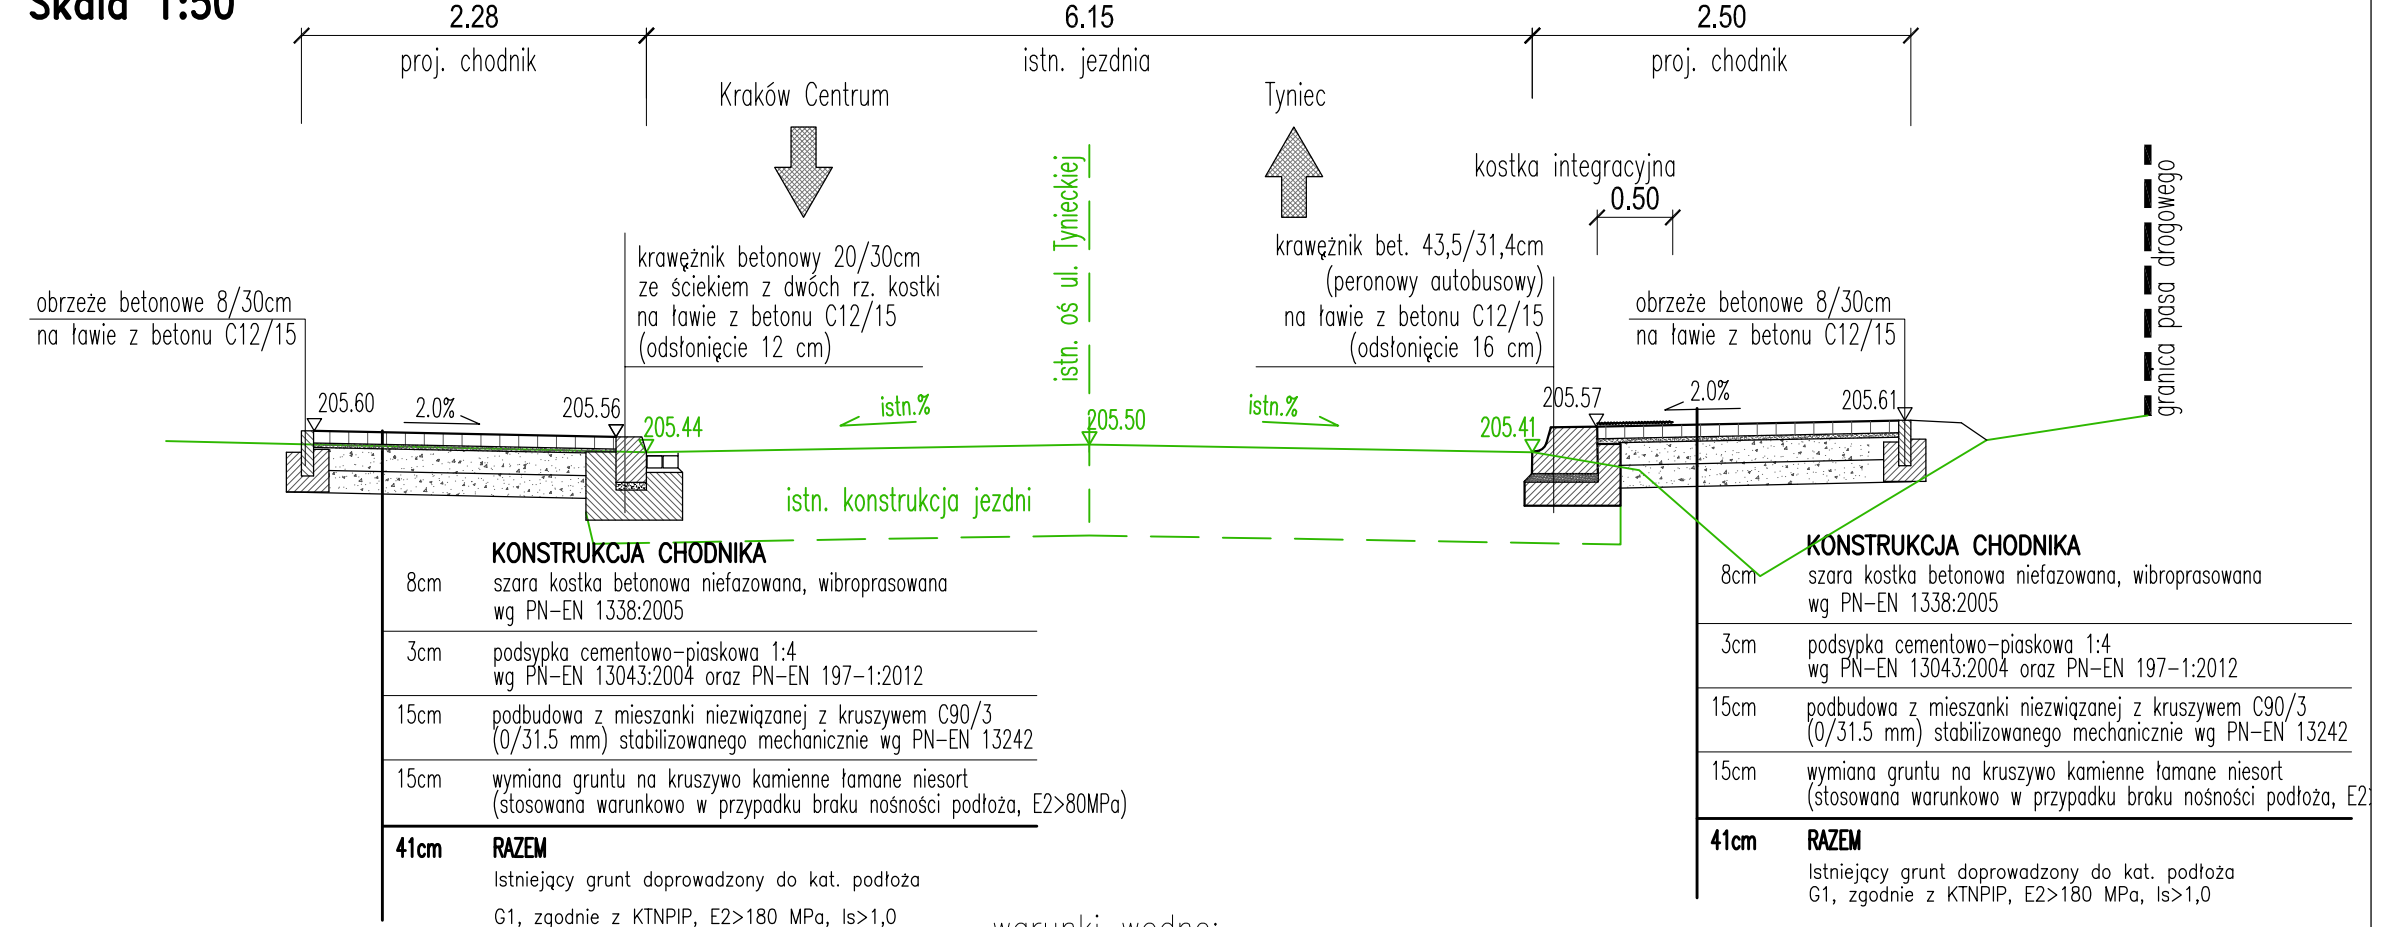 Skala 1:50
2.28
6.15
2.50
proj. chodnik
istn. jezdnia
proj. chodnik
Kraków Centrum
Tyniec
istn. oś ul. Tynieckiej
kostka integracyjna
0.50
granica pasa drogowego
obrzeże betonowe 8/30cm
na ławie z betonu C12/15
krawężnik betonowy 20/30cm
ze ściekiem z dwóch rz. kostki
na ławie z betonu C12/15
(odsłonięcie 12 cm)
krawężnik bet. 43,5/31,4cm
(peronowy autobusowy)
na ławie z betonu C12/15
(odsłonięcie 16 cm)
obrzeże betonowe 8/30cm
na ławie z betonu C12/15
205.60
2.0%
205.56
205.44
istn.%
205.50
istn.%
205.41
205.57
2.0%
205.61
istn. konstrukcja jezdni
KONSTRUKCJA CHODNIKA
8cm szara kostka betonowa niefazowana, wibroprasowana
wg PN-EN 1338:2005
3cm podsypka cementowo-piaskowa 1:4
wg PN-EN 13043:2004 oraz PN-EN 197-1:2012
15cm podbudowa z mieszanki niezwiązanej z kruszywem C90/3
(0/31.5 mm) stabilizowanego mechanicznie wg PN-EN 13242
15cm wymiana gruntu na kruszywo kamienne łamane niesort
(stosowana warunkowo w przypadku braku nośności podłoża, E2>80MPa)
41cm RAZEM
Istniejący grunt doprowadzony do kat. podłoża
G1, zgodnie z KTNPIP, E2>180 MPa, Is>1,0
KONSTRUKCJA CHODNIKA
8cm szara kostka betonowa niefazowana, wibroprasowana
wg PN-EN 1338:2005
3cm podsypka cementowo-piaskowa 1:4
wg PN-EN 13043:2004 oraz PN-EN 197-1:2012
15cm podbudowa z mieszanki niezwiązanej z kruszywem C90/3
(0/31.5 mm) stabilizowanego mechanicznie wg PN-EN 13242
15cm wymiana gruntu na kruszywo kamienne łamane niesort
(stosowana warunkowo w przypadku braku nośności podłoża, E2
41cm RAZEM
Istniejący grunt doprowadzony do kat. podłoża
G1, zgodnie z KTNPIP, E2>180 MPa, Is>1,0
warunki wodne: